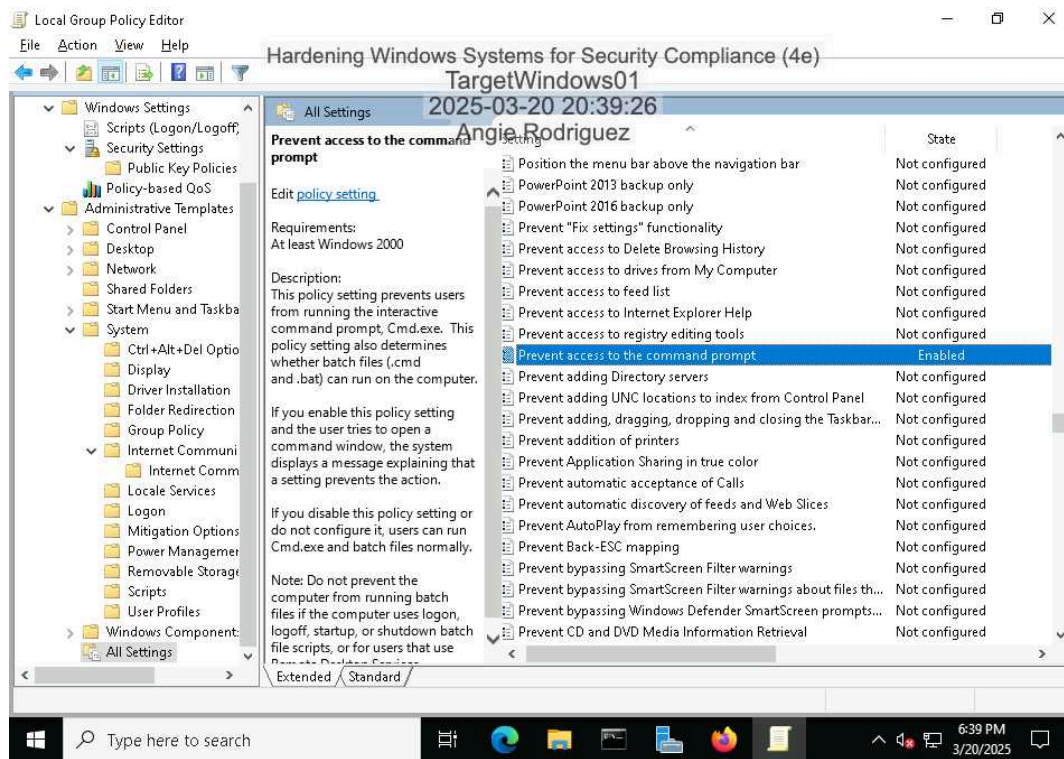 Local Group Policy Editor
File Action View Help
Hardening Windows Systems for Security Compliance (4e)
TargetWindows01
2025-03-20 20:39:26
Angie Rodriguez
Windows Settings
Scripts (Logon/Logoff)
Security Settings
Public Key Policies
Policy-based QoS
Administrative Templates
Control Panel
Desktop
Network
Shared Folders
Start Menu and Taskba
System
Ctrl+Alt+Del Optio
Display
Driver Installation
Folder Redirection
Group Policy
Internet Communi
Internet Comm
Locale Services
Logon
Mitigation Options
Power Managemer
Removable Storage
Scripts
User Profiles
Windows Component:
All Settings
All Settings
Prevent access to the command
prompt
Edit policy setting
Requirements:
At least Windows 2000
Description:
This policy setting prevents users
from running the interactive
command prompt, Cmd.exe. This
policy setting also determines
whether batch files (.cmd
and .bat) can run on the computer.
If you enable this policy setting
and the user tries to open a
command window, the system
displays a message explaining that
a setting prevents the action.
If you disable this policy setting or
do not configure it, users can run
Cmd.exe and batch files normally.
Note: Do not prevent the
computer from running batch
files if the computer uses logon,
logoff, startup, or shutdown batch
file scripts, or for users that use
Setting State
Position the menu bar above the navigation bar Not configured
PowerPoint 2013 backup only Not configured
PowerPoint 2016 backup only Not configured
Prevent "Fix settings" functionality Not configured
Prevent access to Delete Browsing History Not configured
Prevent access to drives from My Computer Not configured
Prevent access to feed list Not configured
Prevent access to Internet Explorer Help Not configured
Prevent access to registry editing tools Not configured
Prevent access to the command prompt Enabled
Prevent adding Directory servers Not configured
Prevent adding UNC locations to index from Control Panel Not configured
Prevent adding, dragging, dropping and closing the Taskbar... Not configured
Prevent addition of printers Not configured
Prevent Application Sharing in true color Not configured
Prevent automatic acceptance of Calls Not configured
Prevent automatic discovery of feeds and Web Slices Not configured
Prevent AutoPlay from remembering user choices. Not configured
Prevent Back-ESC mapping Not configured
Prevent bypassing SmartScreen Filter warnings Not configured
Prevent bypassing SmartScreen Filter warnings about files th... Not configured
Prevent bypassing Windows Defender SmartScreen prompts... Not configured
Prevent CD and DVD Media Information Retrieval Not configured
Extended Standard
Type here to search
6:39 PM
3/20/2025